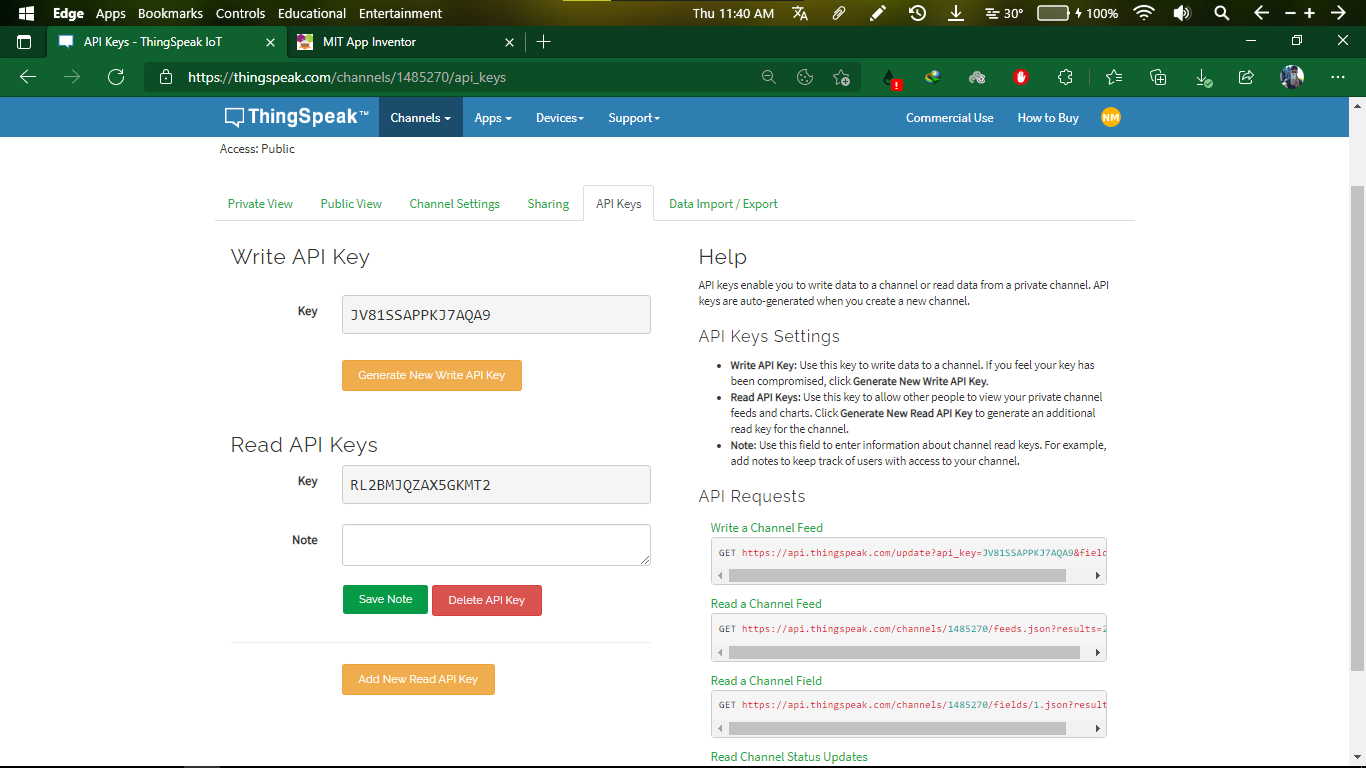 Edge Apps Bookmarks Controls Educational Entertainment Thu 11:40 AM 30° 100%
API Keys - ThingSpeak IoT MIT App Inventor
https://thingspeak.com/channels/1485270/api_keys
ThingSpeak™ Channels Apps Devices Support Commercial Use How to Buy NM
Access: Public
Private View Public View Channel Settings Sharing API Keys Data Import / Export
Write API Key
Key JV81SSAPPKJ7AQA9
Generate New Write API Key
Read API Keys
Key RL2BMJQZAX5GKMT2
Note
Save Note Delete API Key
Add New Read API Key
Help
API keys enable you to write data to a channel or read data from a private channel. API
keys are auto-generated when you create a new channel.
API Keys Settings
Write API Key: Use this key to write data to a channel. If you feel your key has
been compromised, click Generate New Write API Key.
Read API Keys: Use this key to allow other people to view your private channel
feeds and charts. Click Generate New Read API Key to generate an additional
read key for the channel.
Note: Use this field to enter information about channel read keys. For example,
add notes to keep track of users with access to your channel.
API Requests
Write a Channel Feed
GET https://api.thingspeak.com/update?api_key=JV81SSAPPKJ7AQA9&field
Read a Channel Feed
GET https://api.thingspeak.com/channels/1485270/feeds.json?results=2
Read a Channel Field
GET https://api.thingspeak.com/channels/1485270/fields/1.json?result
Read Channel Status Updates